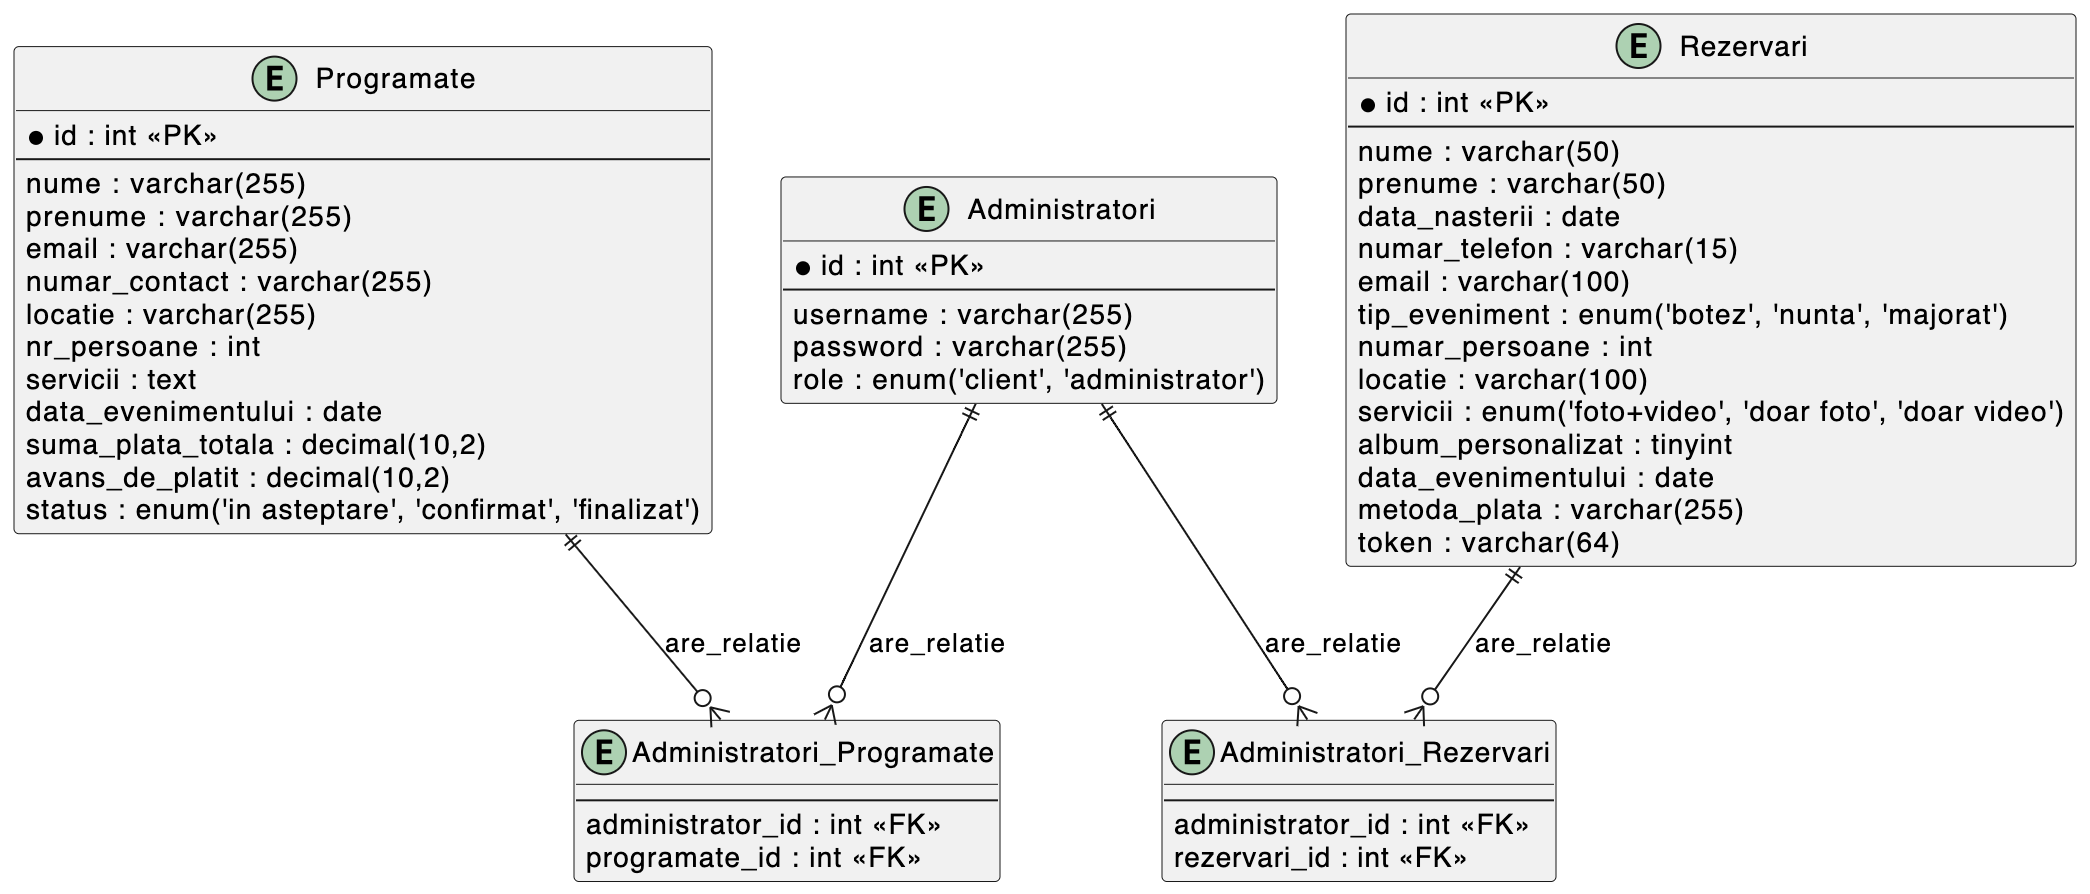 E Programate
id : int «PK»
nume : varchar(255)
prenume : varchar(255)
email : varchar(255)
numar_contact : varchar(255)
locatie : varchar(255)
nr_persoane : int
servicii : text
data_evenimentului : date
suma_plata_totala : decimal(10,2)
avans_de_platit : decimal(10,2)
status : enum('in asteptare', 'confirmat', 'finalizat')
E Administratori
id : int «PK»
username : varchar(255)
password : varchar(255)
role : enum('client', 'administrator')
E Rezervari
id : int «PK»
nume : varchar(50)
prenume : varchar(50)
data_nasterii : date
numar_telefon : varchar(15)
email : varchar(100)
tip_eveniment : enum('botez', 'nunta', 'majorat')
numar_persoane : int
locatie : varchar(100)
servicii : enum('foto+video', 'doar foto', 'doar video')
album_personalizat : tinyint
data_evenimentului : date
metoda_plata : varchar(255)
token : varchar(64)
are_relatie
are_relatie
are_relatie
are_relatie
E Administratori_Programate
administrator_id : int «FK»
programate_id : int «FK»
E Administratori_Rezervari
administrator_id : int «FK»
rezervari_id : int «FK»